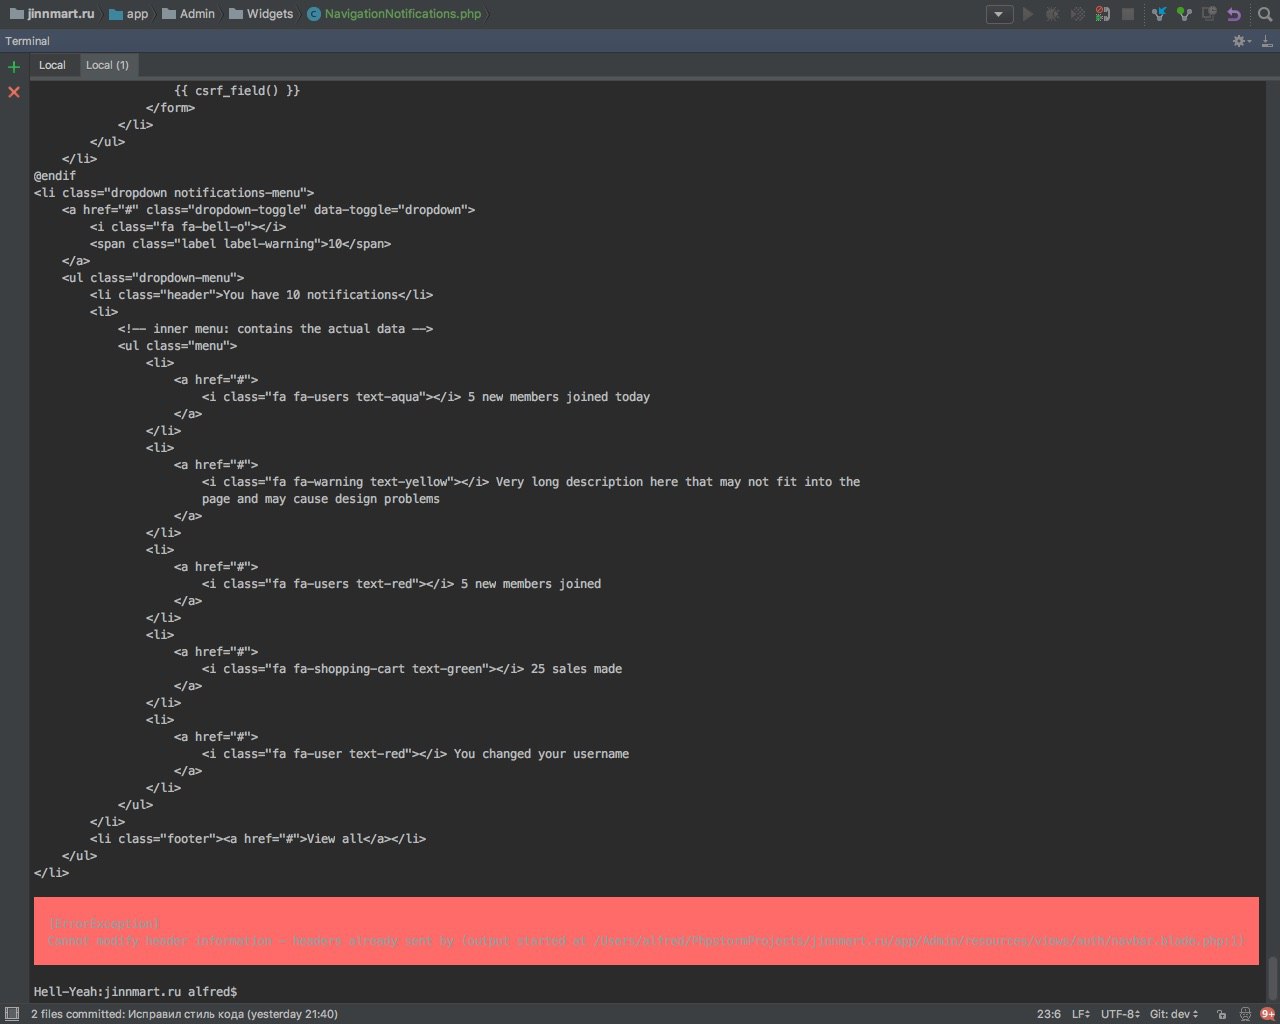 jinnmart.ru app Admin Widgets NavigationNotifications.php
Terminal
Local Local (1)
{{ csrf_field() }}
</form>
</li>
</ul>
</li>
@endif
<li class="dropdown notifications-menu">
<a href="#" class="dropdown-toggle" data-toggle="dropdown">
<i class="fa fa-bell-o"></i>
<span class="label label-warning">10</span>
</a>
<ul class="dropdown-menu">
<li class="header">You have 10 notifications</li>
<li>
<!-- inner menu: contains the actual data -->
<ul class="menu">
<li>
<a href="#">
<i class="fa fa-users text-aqua"></i> 5 new members joined today
</a>
</li>
<li>
<a href="#">
<i class="fa fa-warning text-yellow"></i> Very long description here that may not fit into the
page and may cause design problems
</a>
</li>
<li>
<a href="#">
<i class="fa fa-users text-red"></i> 5 new members joined
</a>
</li>
<li>
<a href="#">
<i class="fa fa-shopping-cart text-green"></i> 25 sales made
</a>
</li>
<li>
<a href="#">
<i class="fa fa-user text-red"></i> You changed your username
</a>
</li>
</ul>
</li>
<li class="footer"><a href="#">View all</a></li>
</ul>
</li>
[ErrorException]
Cannot modify header information - headers already sent by (output started at /Users/alfred/PhpstormProjects/jinnmart.ru/app/Admin/resources/views/auth/navbar.blade.php:1)
Hell-Yeah:jinnmart.ru alfred$
2 files committed: Исправил стиль кода (yesterday 21:40) 23:6 LF UTF-8 Git: dev 9+